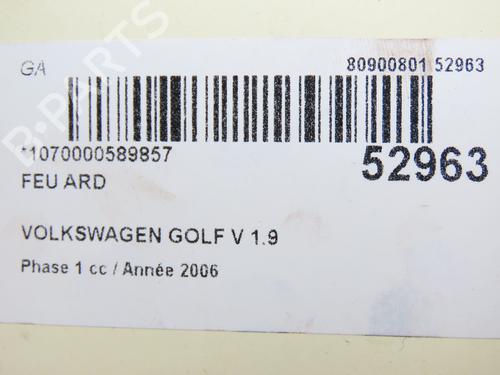 GA
80900801 52963
*1070000589857
52963
FEU ARD
VOLKSWAGEN GOLF V 1.9
Phase 1 cc / Année 2006
B-PARTS